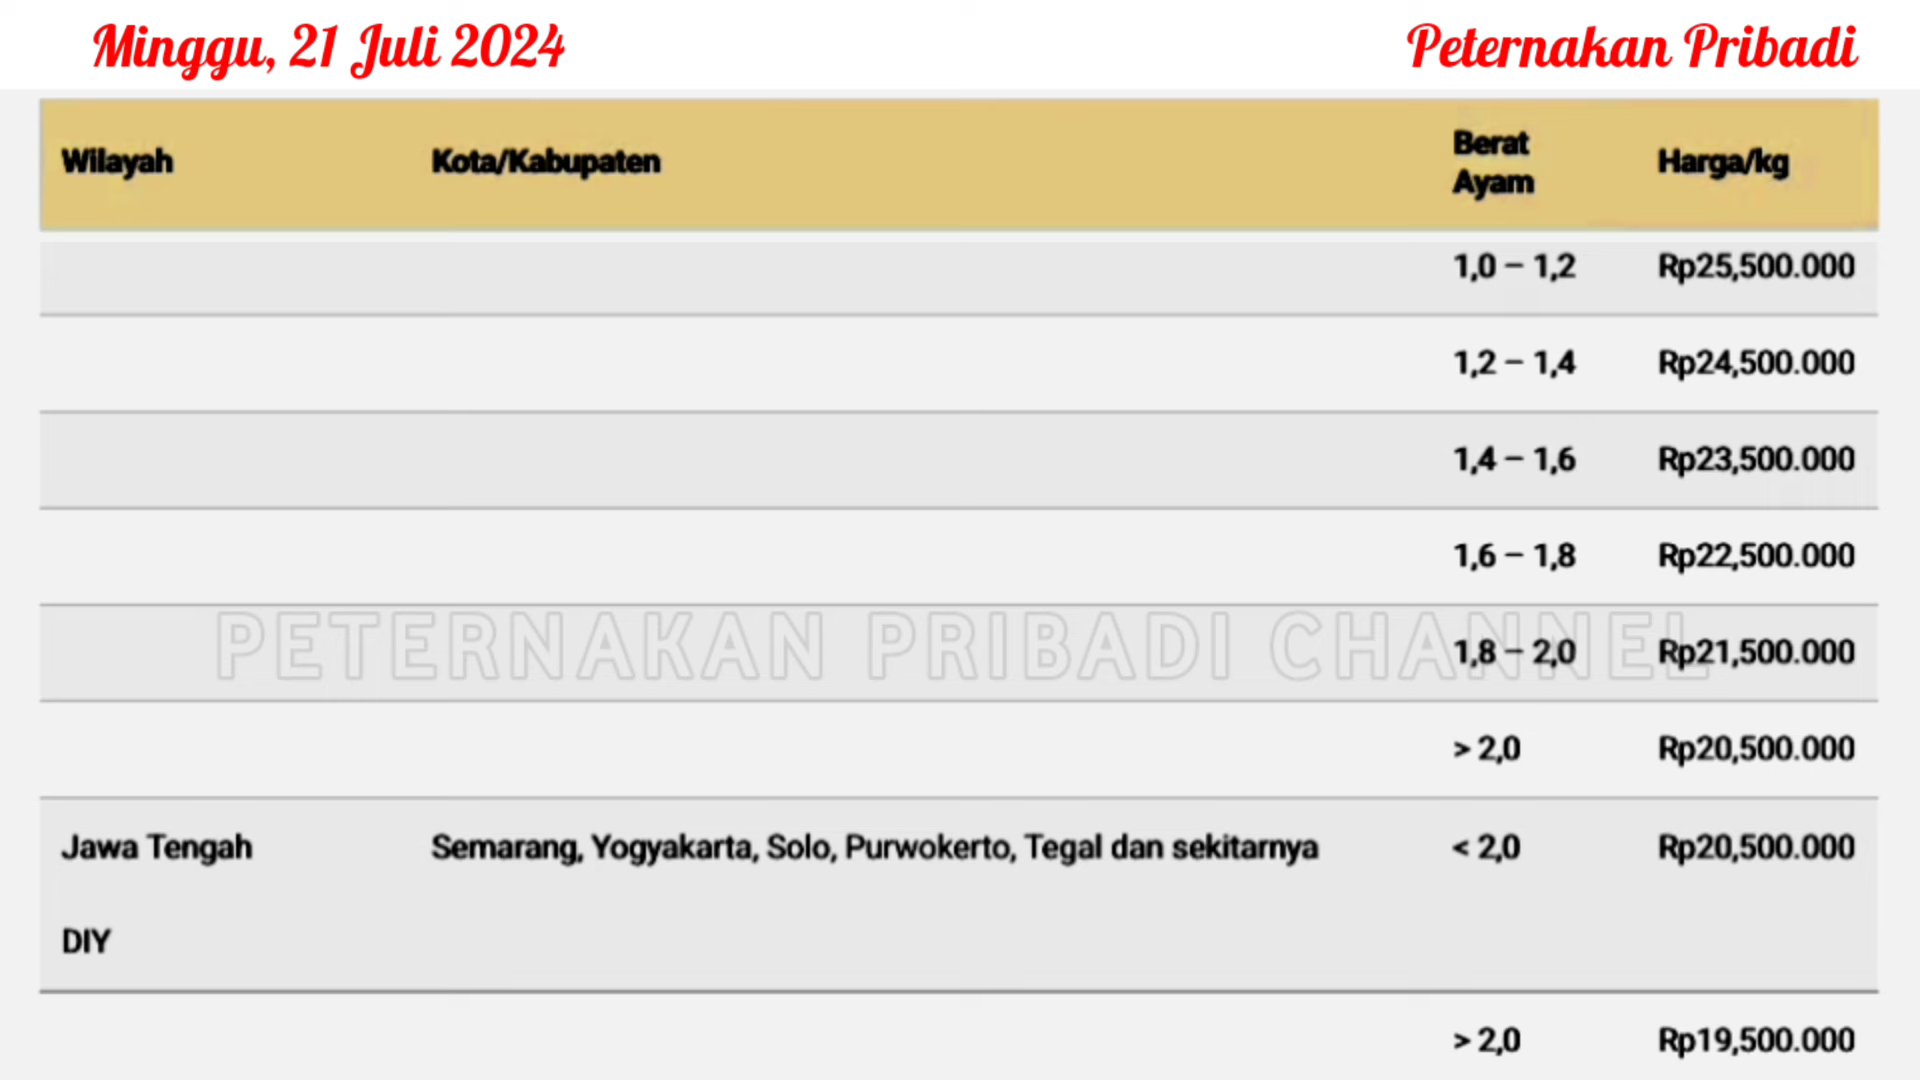 Minggu, 21 Juli 2024 Peternakan Pribadi
Wilayah Kota/Kabupaten Berat Ayam Harga/kg
1,0 – 1,2 Rp25,500.000
1,2 – 1,4 Rp24,500.000
1,4 – 1,6 Rp23,500.000
1,6 – 1,8 Rp22,500.000
PETERNAKAN PRIBADI CHANNEL
1,8 – 2,0 Rp21,500.000
> 2,0 Rp20,500.000
Jawa Tengah Semarang, Yogyakarta, Solo, Purwokerto, Tegal dan sekitarnya < 2,0 Rp20,500.000
DIY
> 2,0 Rp19,500.000